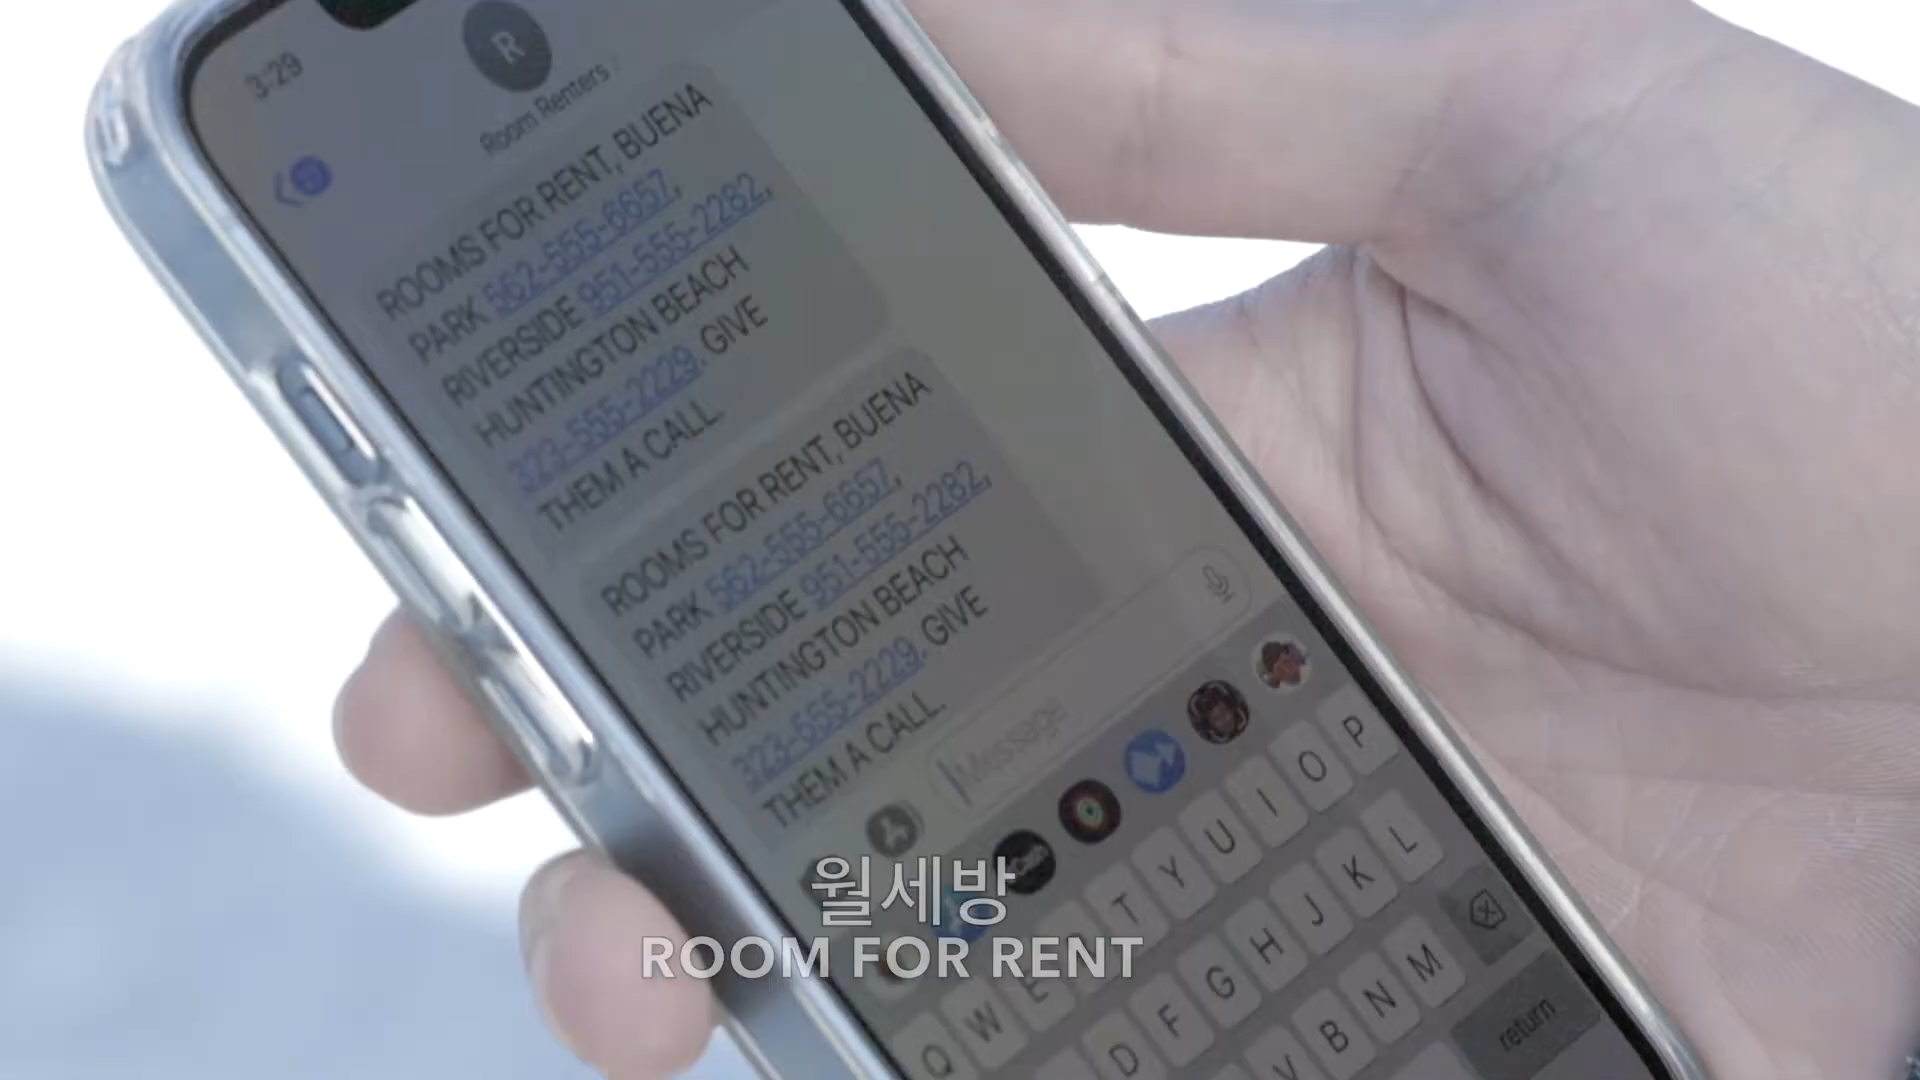 3:29
R
Room Renters
ROOMS FOR RENT, BUENA
PARK 562-555-6657,
RIVERSIDE 951-555-2282,
HUNTINGTON BEACH
323-555-2229. GIVE
THEM A CALL.
ROOMS FOR RENT, BUENA
PARK 562-555-6657,
RIVERSIDE 951-555-2282,
HUNTINGTON BEACH
323-555-2229. GIVE
THEM A CALL.
Message
Cash
월세방
ROOM FOR RENT
Q W E T Y U I O P
D F G H J K L
V B N M
return